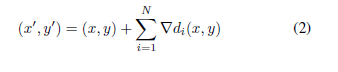 (x′, y′) = (x, y) + ∑_{i=1}^{N} ∇d_i(x, y) (2)